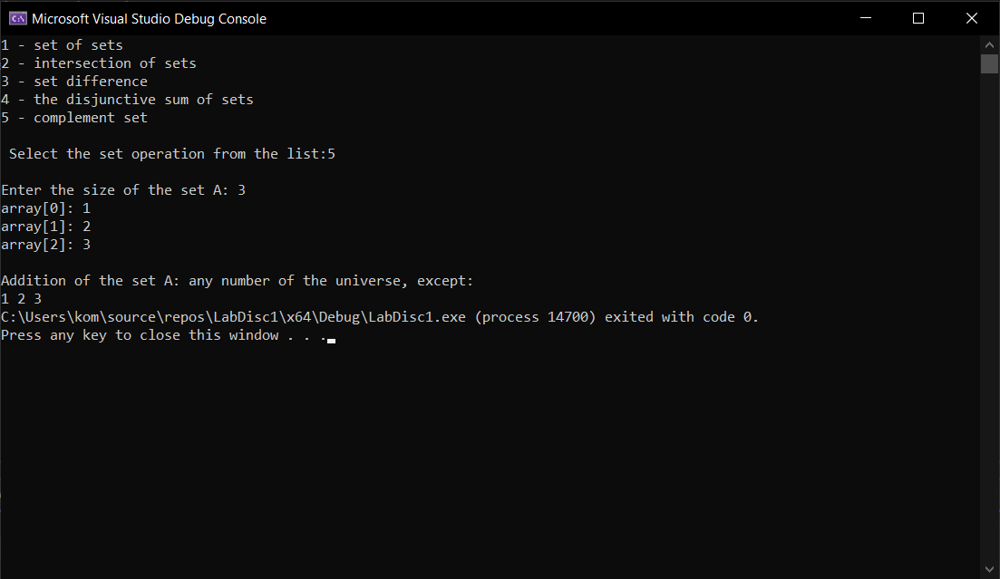 Microsoft Visual Studio Debug Console
1 - set of sets
2 - intersection of sets
3 - set difference
4 - the disjunctive sum of sets
5 - complement set
Select the set operation from the list:5
Enter the size of the set A: 3
array[0]: 1
array[1]: 2
array[2]: 3
Addition of the set A: any number of the universe, except:
1 2 3
C:\Users\kom\source\repos\LabDisc1\x64\Debug\LabDisc1.exe (process 14700) exited with code 0.
Press any key to close this window . . .